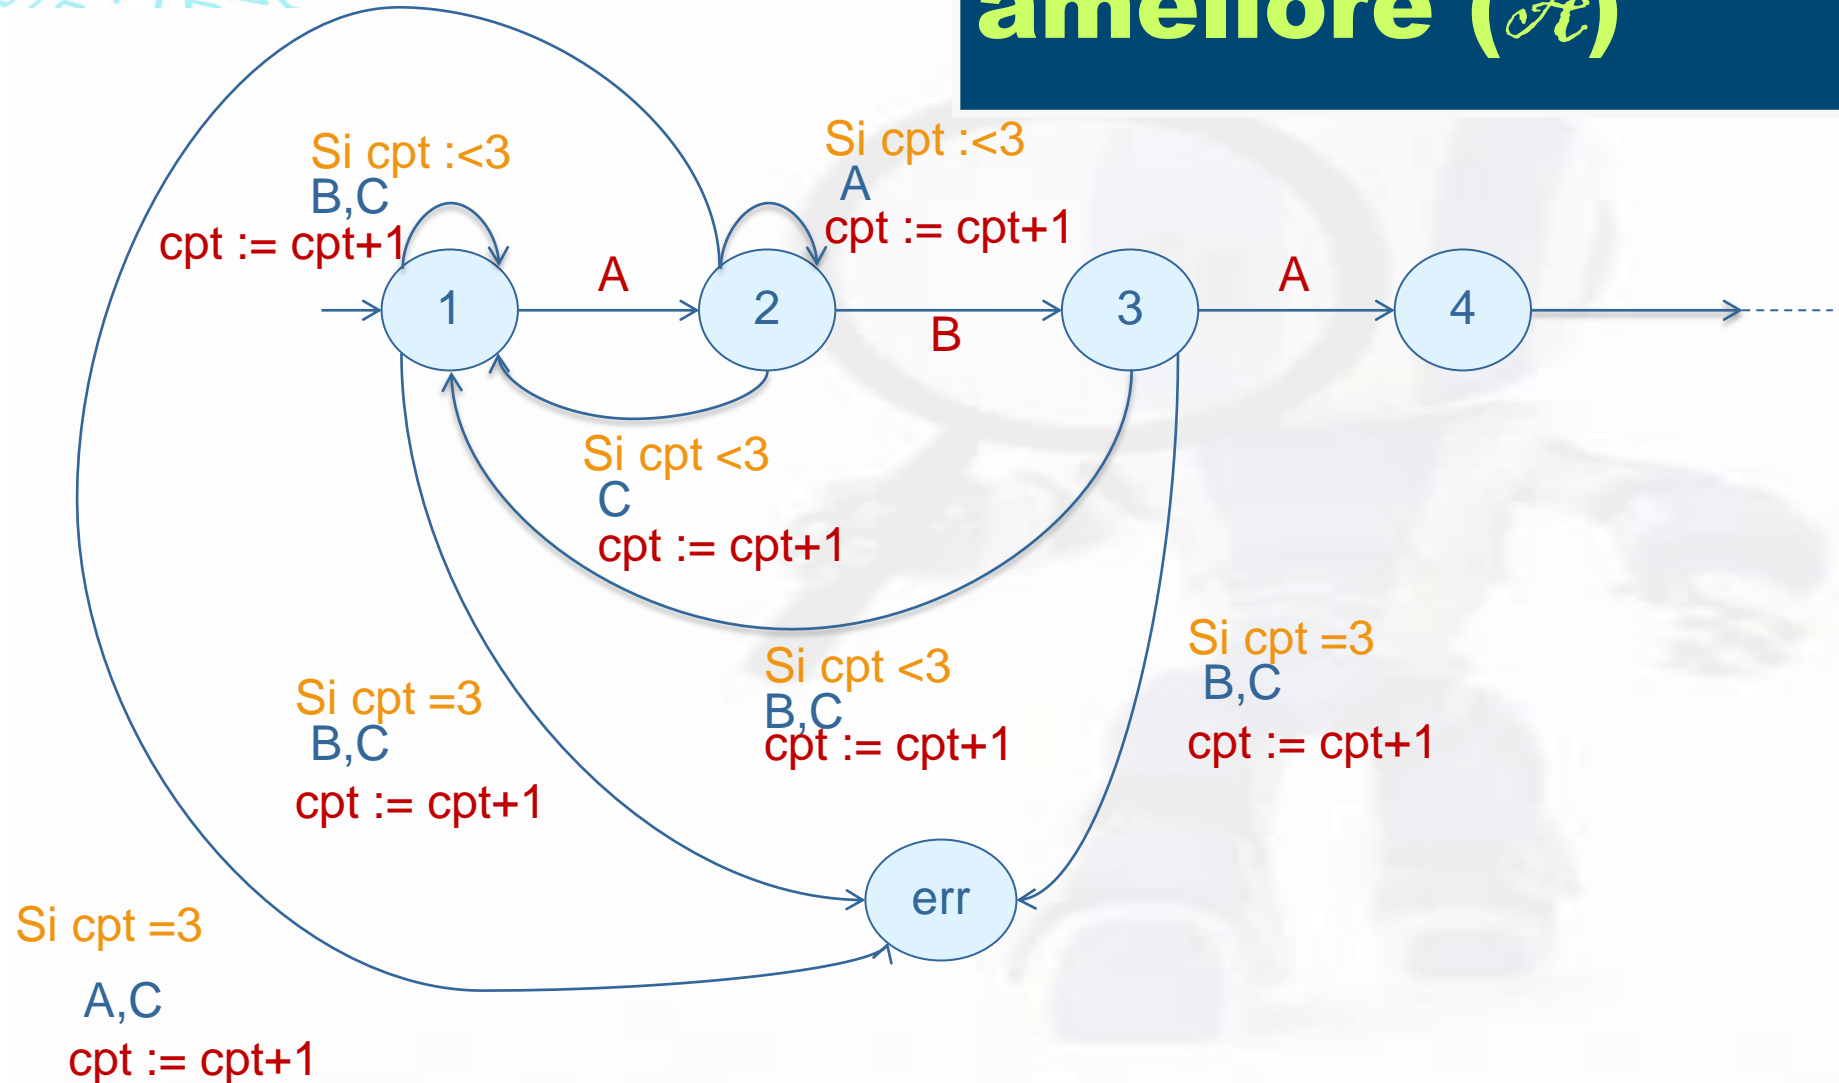 améliore (𝒜)
Si cpt :<3
B,C
cpt := cpt+1
Si cpt :<3
A
cpt := cpt+1
1
A
2
B
3
A
4
Si cpt <3
C
cpt := cpt+1
Si cpt <3
B,C
cpt := cpt+1
Si cpt =3
B,C
cpt := cpt+1
Si cpt =3
B,C
cpt := cpt+1
err
Si cpt =3
A,C
cpt := cpt+1